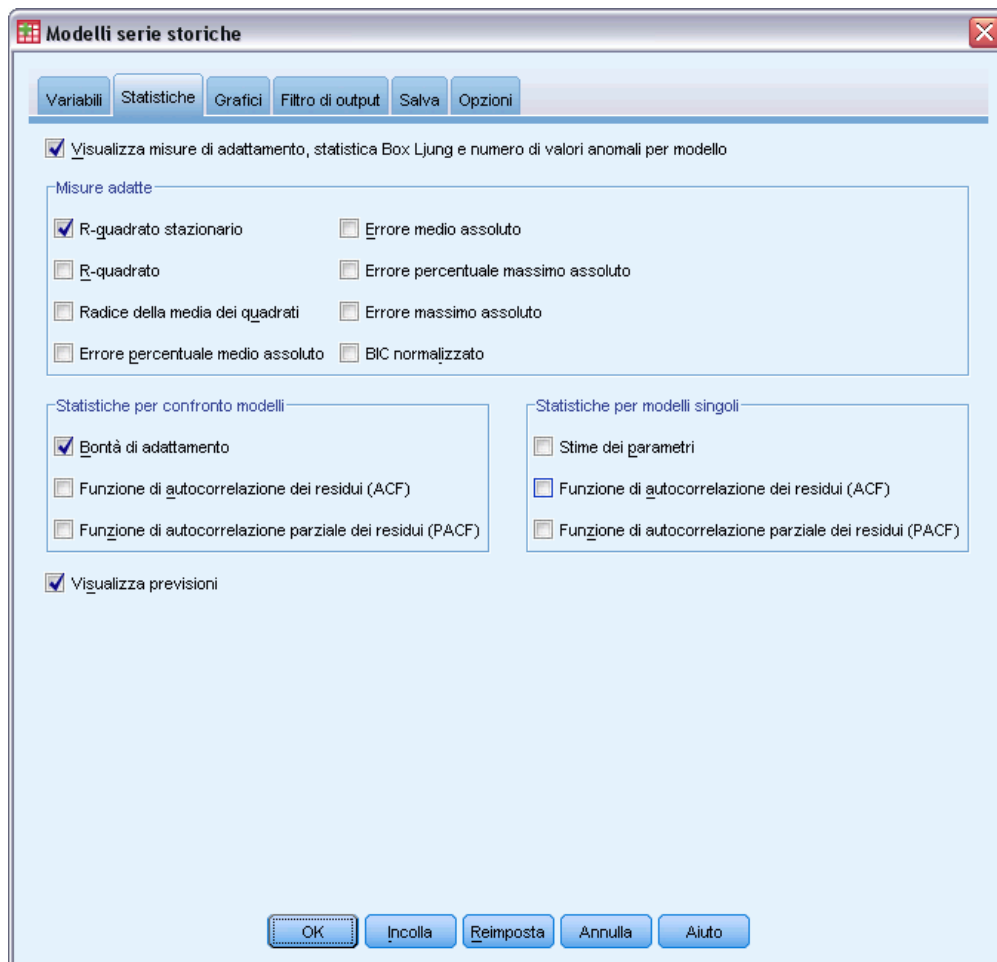 Modelli serie storiche
Variabili Statistiche Grafici Filtro di output Salva Opzioni
Visualizza misure di adattamento, statistica Box Ljung e numero di valori anomali per modello
Misure adatte
R-quadrato stazionario
Errore medio assoluto
R-quadrato
Errore percentuale massimo assoluto
Radice della media dei quadrati
Errore massimo assoluto
Errore percentuale medio assoluto
BIC normalizzato
Statistiche per confronto modelli
Bontà di adattamento
Funzione di autocorrelazione dei residui (ACF)
Funzione di autocorrelazione parziale dei residui (PACF)
Statistiche per modelli singoli
Stime dei parametri
Funzione di autocorrelazione dei residui (ACF)
Funzione di autocorrelazione parziale dei residui (PACF)
Visualizza previsioni
OK Incolla Reimposta Annulla Aiuto